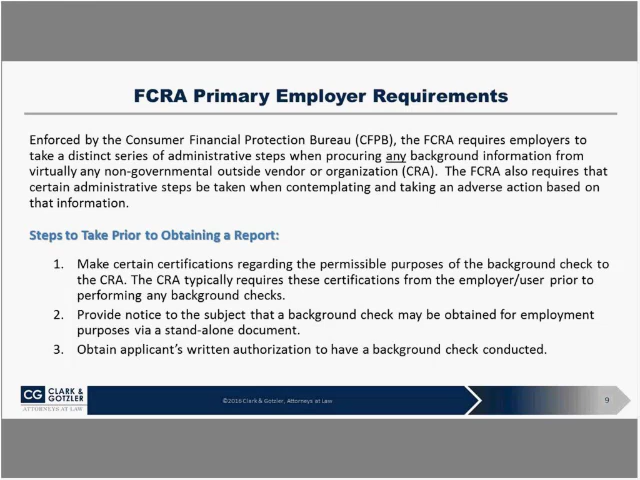 FCRA Primary Employer Requirements
Enforced by the Consumer Financial Protection Bureau (CFPB), the FCRA requires employers to
take a distinct series of administrative steps when procuring any background information from
virtually any non-governmental outside vendor or organization (CRA).  The FCRA also requires that
certain administrative steps be taken when contemplating and taking an adverse action based on
that information.
Steps to Take Prior to Obtaining a Report:
1. Make certain certifications regarding the permissible purposes of the background check to
the CRA. The CRA typically requires these certifications from the employer/user prior to
performing any background checks.
2. Provide notice to the subject that a background check may be obtained for employment
purposes via a stand-alone document.
3. Obtain applicant's written authorization to have a background check conducted.
CG CLARK &
GOTZLER
ATTORNEYS AT LAW
©2016 Clark & Gotzler, Attorneys at Law
9